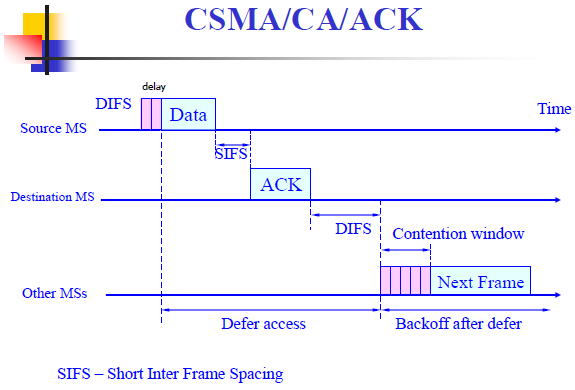 CSMA/CA/ACK
delay
DIFS
Data
Time
Source MS
SIFS
ACK
Destination MS
DIFS
Contention window
Next Frame
Other MSs
Defer access
Backoff after defer
SIFS – Short Inter Frame Spacing